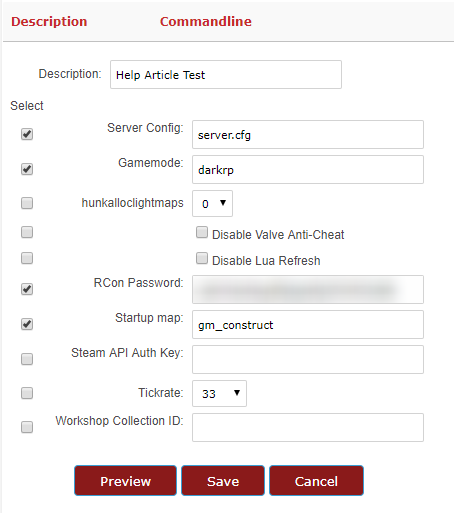 Description Commandline
Description: Help Article Test
Select
Server Config: server.cfg
Gamemode: darkrp
hunkalloclightmaps 0
Disable Valve Anti-Cheat
Disable Lua Refresh
RCon Password:
Startup map: gm_construct
Steam API Auth Key:
Tickrate: 33
Workshop Collection ID:
Preview Save Cancel